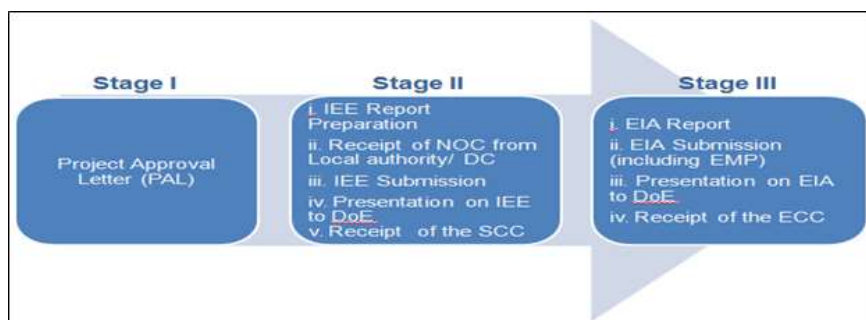 Stage I
Project Approval
Letter (PAL)
Stage II
i. IEE Report
Preparation
ii. Receipt of NOC from
Local authority/ DC
iii. IEE Submission
iv. Presentation on IEE
to DoE
v. Receipt of the SCC
Stage III
i. EIA Report
ii. EIA Submission
(including EMP)
iii. Presentation on EIA
to DoE
iv. Receipt of the ECC